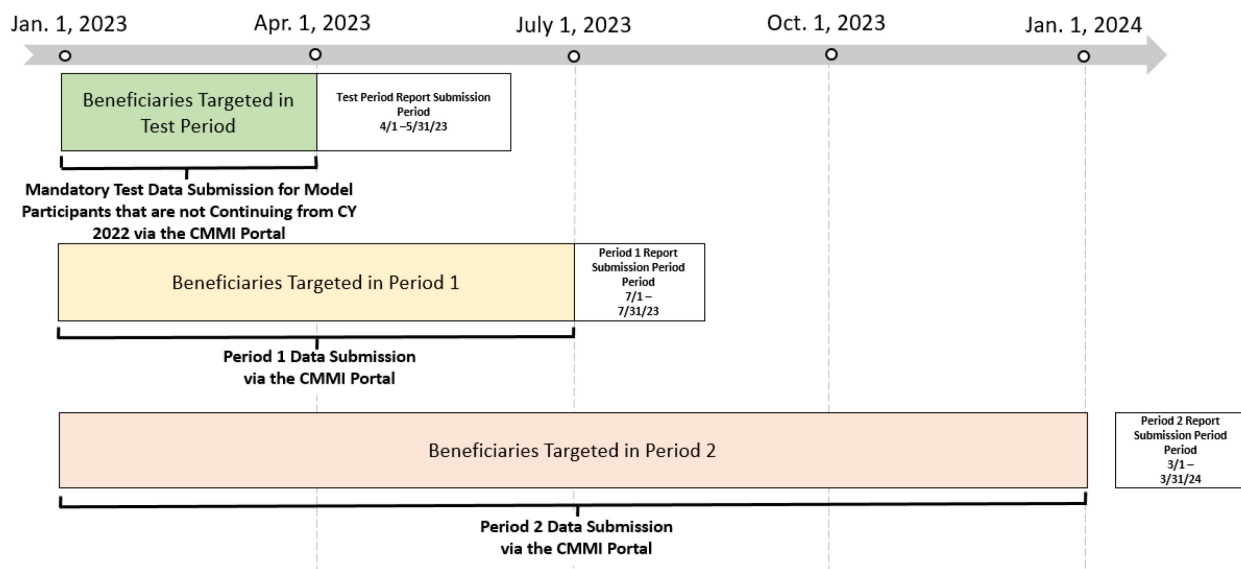 Jan. 1, 2023
Apr. 1, 2023
July 1, 2023
Oct. 1, 2023
Jan. 1, 2024
Beneficiaries Targeted in
Test Period
Test Period Report Submission
Period
4/1 –5/31/23
Mandatory Test Data Submission for Model
Participants that are not Continuing from CY
2022 via the CMMI Portal
Beneficiaries Targeted in Period 1
Period 1 Report
Submission Period
Period
7/1 –
7/31/23
Period 1 Data Submission
via the CMMI Portal
Beneficiaries Targeted in Period 2
Period 2 Report
Submission Period
Period
3/1 –
3/31/24
Period 2 Data Submission
via the CMMI Portal